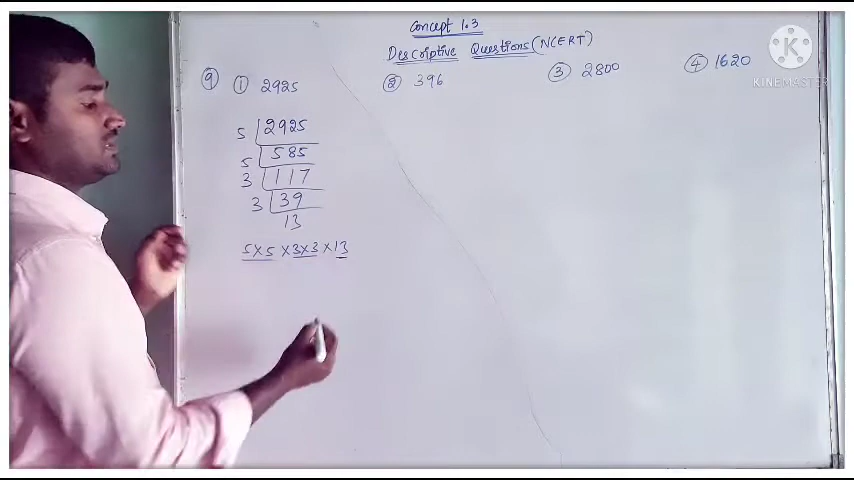 Concept 1.3
Descriptive Questions (NCERT)
9 1 2925 2 396 3 2800 4 1620
K
KINEMASTER
5 2925
5 585
3 117
3 39
13
5×5×3×3×13